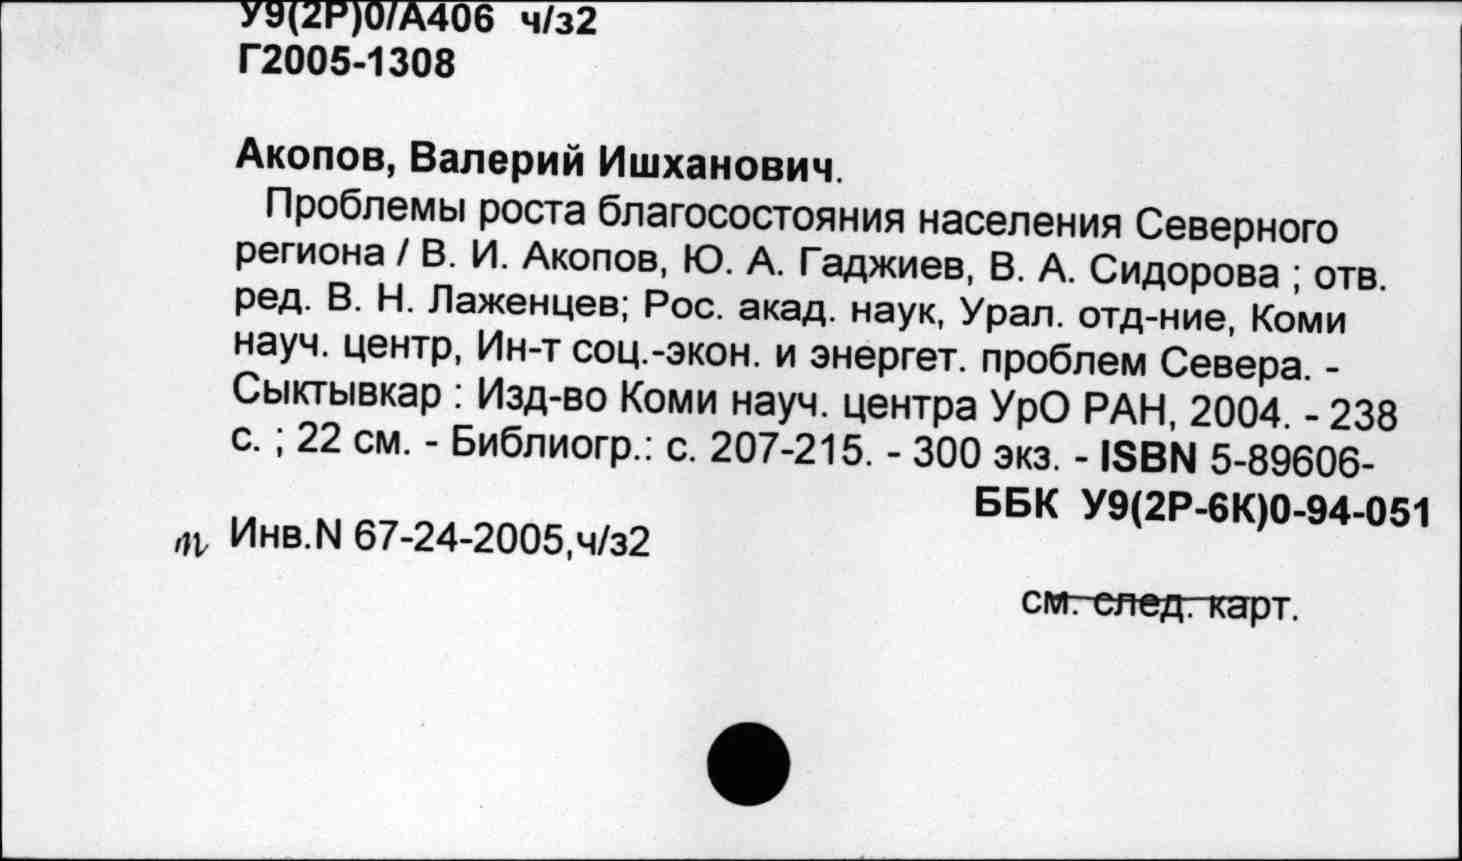 У9(2Р)0/А406 ч/з2
Г2005-1308
Акопов, Валерий Ишханович.
Проблемы роста благосостояния населения Северного
региона / В. И. Акопов, Ю. А. Гаджиев, В. А. Сидорова ; отв.
ред. В. Н. Лаженцев; Рос. акад. наук, Урал. отд-ние, Коми
науч. центр, Ин-т соц.-экон. и энергет. проблем Севера. -
Сыктывкар : Изд-во Коми науч. центра УрО РАН, 2004. - 238
с. ; 22 см. - Библиогр.: с. 207-215. - 300 экз. - ISBN 5-89606-
ББК У9(2Р-6К)0-94-051
Инв.N 67-24-2005,ч/з2
см. след. карт.